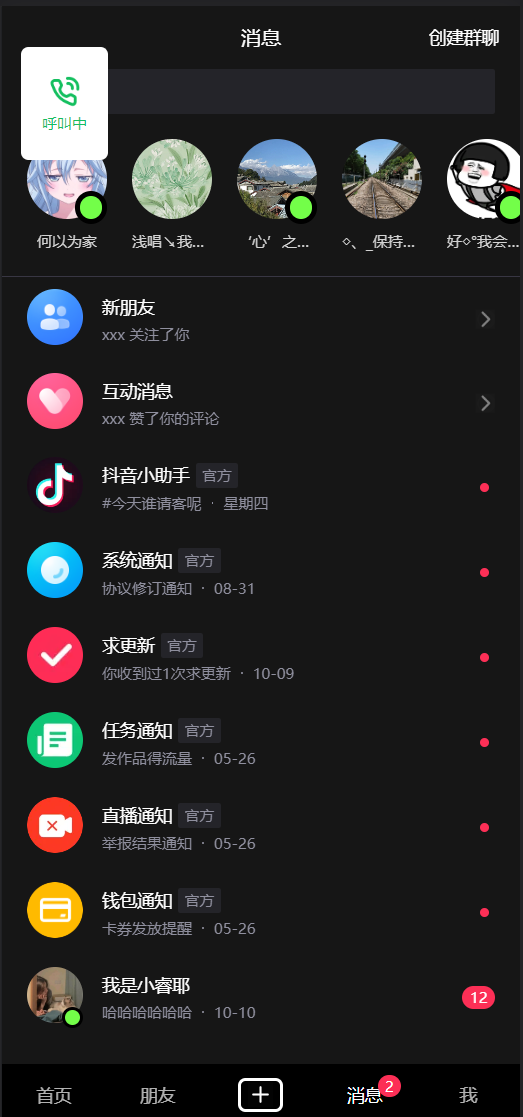 消息
创建群聊
呼叫中
何以为家
浅唱↘我...
‘心’之...
◇、_保持...
好◇°我会...
新朋友
xxx 关注了你
互动消息
xxx 赞了你的评论
抖音小助手 官方
#今天谁请客呢 · 星期四
系统通知 官方
协议修订通知 · 08-31
求更新 官方
你收到过1次求更新 · 10-09
任务通知 官方
发作品得流量 · 05-26
直播通知 官方
举报结果通知 · 05-26
钱包通知 官方
卡券发放提醒 · 05-26
我是小睿耶
哈哈哈哈哈哈 · 10-10
12
首页
朋友
消息
2
我